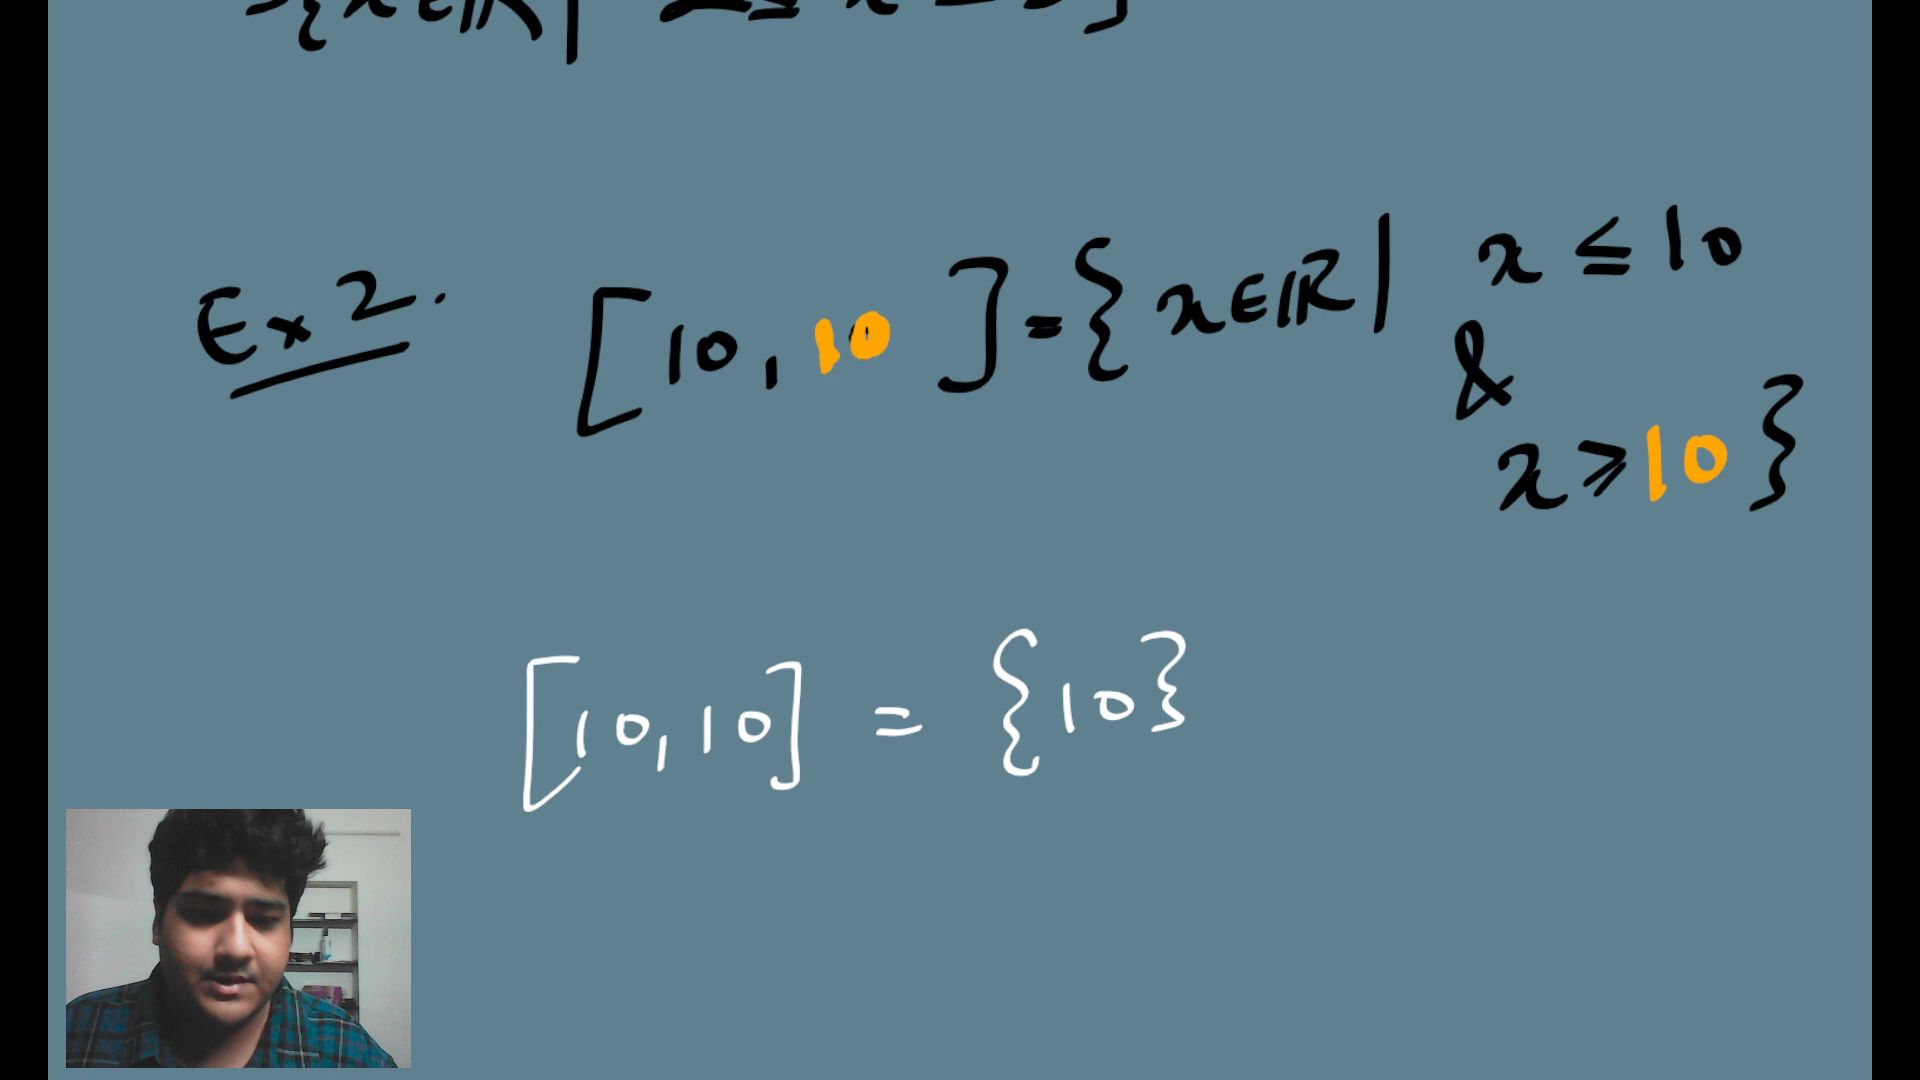 {x∈ℝ|
Ex 2. [10, 10] = {x∈ℝ| x ≤ 10
&
x ⩾ 10}
[10, 10] = {10}